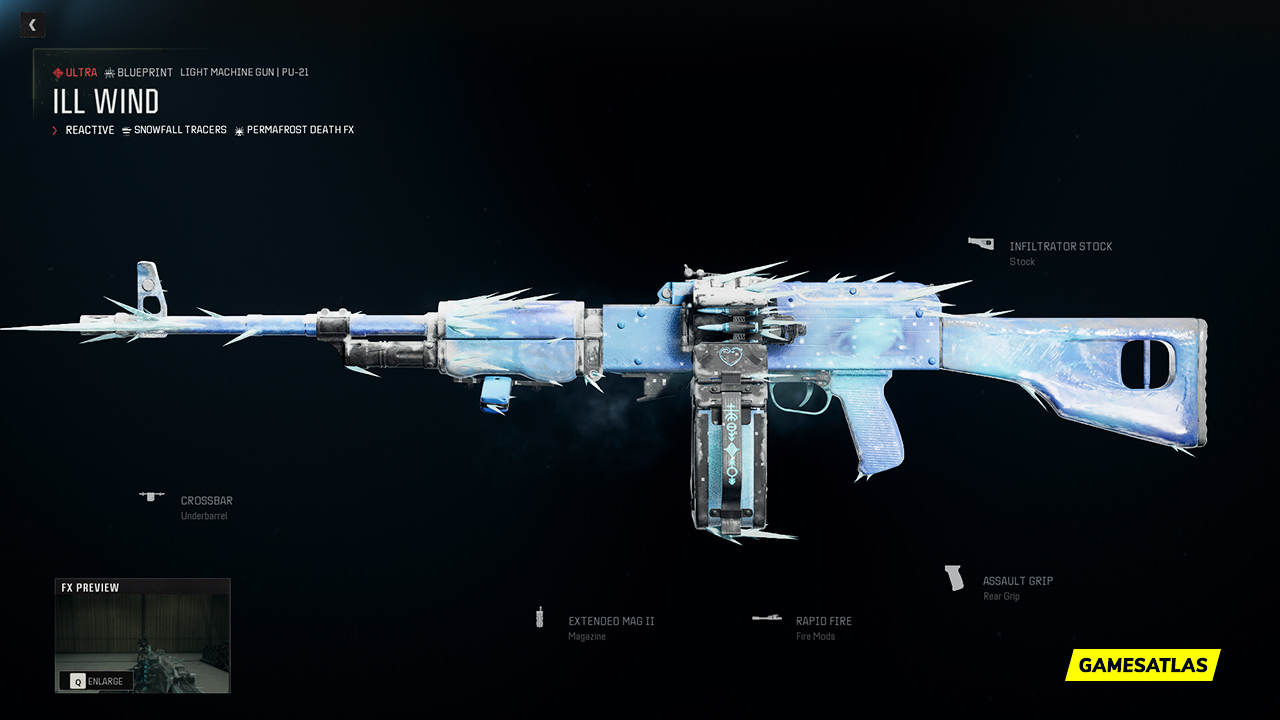 ULTRA BLUEPRINT LIGHT MACHINE GUN | PU-21
ILL WIND
REACTIVE SNOWFALL TRACERS PERMAFROST DEATH FX
INFILTRATOR STOCK
Stock
CROSSBAR
Underbarrel
FX PREVIEW
Q ENLARGE
EXTENDED MAG II
Magazine
RAPID FIRE
Fire Mods
ASSAULT GRIP
Rear Grip
GAMESATLAS